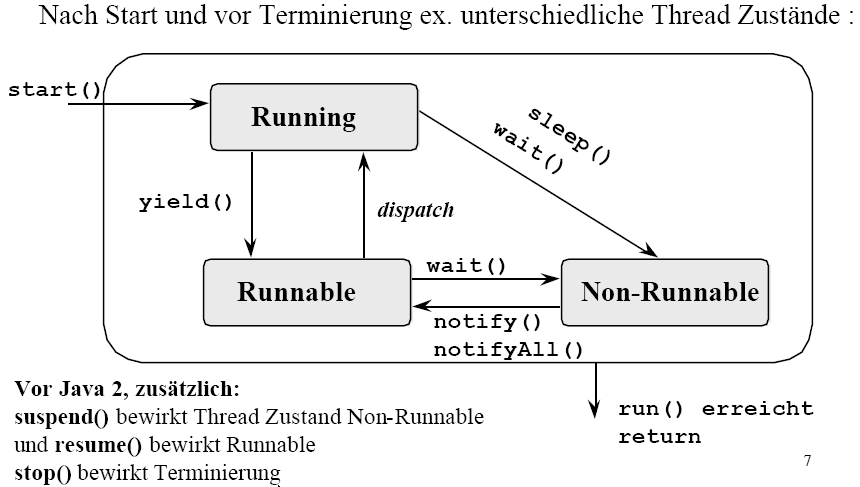 Nach Start und vor Terminierung ex. unterschiedliche Thread Zustände :
start()
Running
sleep()
wait()
yield()
dispatch
Runnable
wait()
Non-Runnable
notify()
notifyAll()
Vor Java 2, zusätzlich:
suspend() bewirkt Thread Zustand Non-Runnable
und resume() bewirkt Runnable
stop() bewirkt Terminierung
run() erreicht
return
7